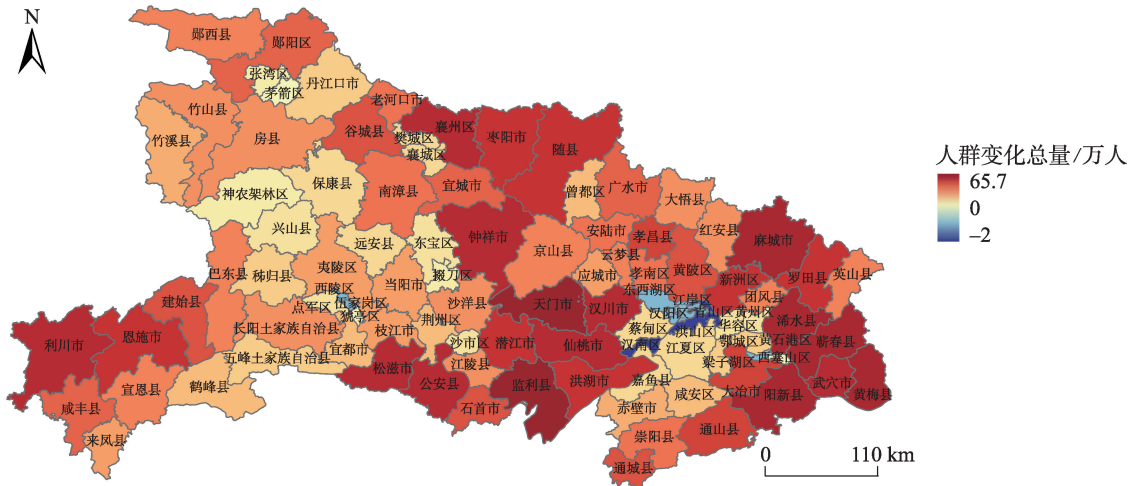 N
郧西县
郧阳区
张湾区
丹江口市
茅箭区
老河口市
竹山县
竹溪县
房县
谷城县
樊城区
襄州区
枣阳市
襄城区
随县
保康县
南漳县
宜城市
曾都区
广水市
大悟县
神农架林区
兴山县
远安县
东宝区
钟祥市
京山县
安陆市
孝昌县
红安县
麻城市
云梦县
巴东县
秭归县
夷陵区
当阳市
掇刀区
应城市
孝南区
黄陂区
新洲区
罗田县
英山县
西陵区
东西湖区
江岸区
团风县
建始县
点军区
伍家岗区
沙洋县
天门市
汉川市
汉阳区
青山区
黄州区
猇亭区
荆州区
浠水县
利川市
恩施市
长阳土家族自治县
枝江市
蔡甸区
洪山区
华容区
沙市区
潜江市
仙桃市
汉南区
江夏区
鄂城区
黄石港区
蕲春县
五峰土家族自治县
宜都市
江陵县
梁子湖区
西塞山区
松滋市
公安县
监利县
洪湖市
嘉鱼县
宣恩县
鹤峰县
咸安区
大冶市
阳新县
武穴市
黄梅县
咸丰县
石首市
赤壁市
来凤县
崇阳县
通山县
通城县
人群变化总量/万人
65.7
0
–2
0
110 km